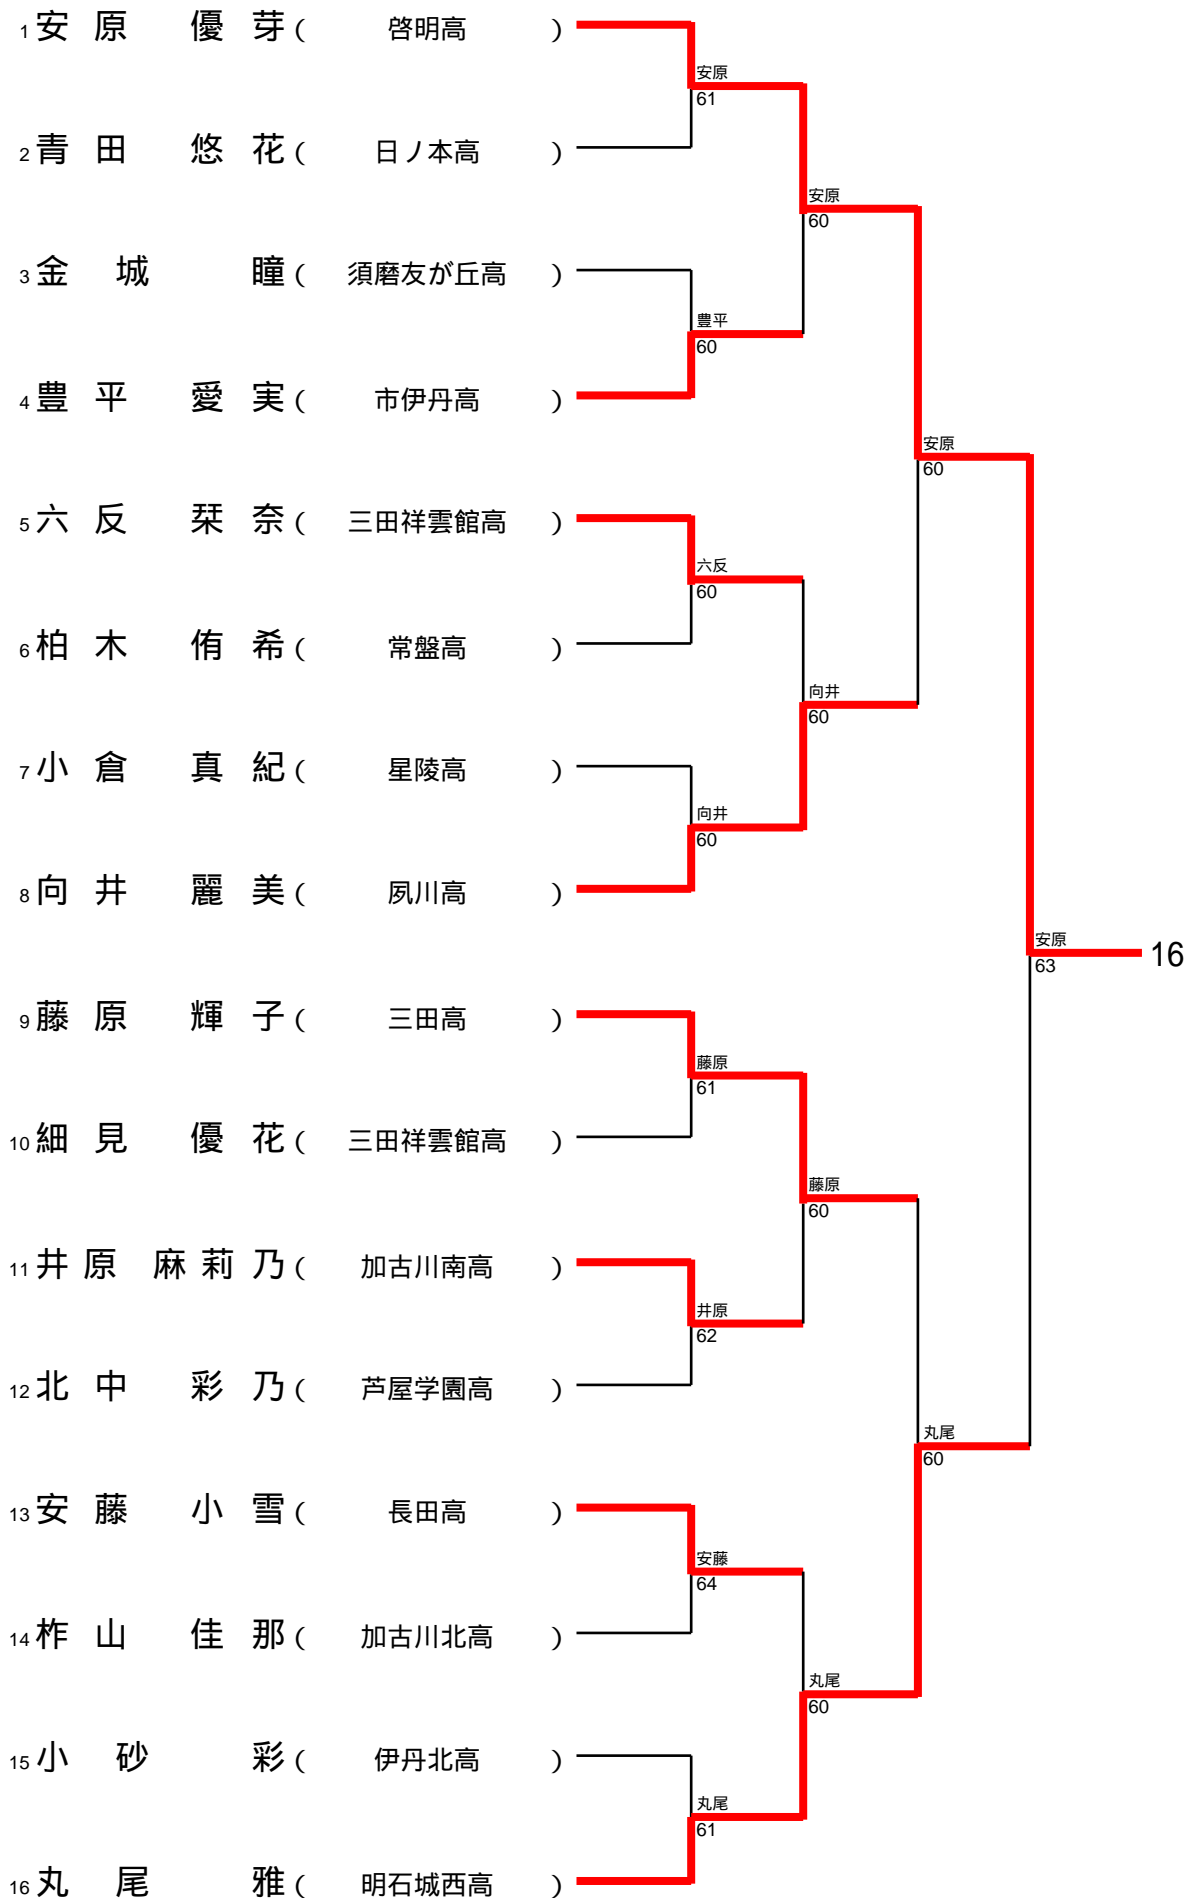 1 安原 優芽 ( 啓明高 )
安原
61
2 青田 悠花 ( 日ノ本高 )
安原
60
3 金城 瞳 ( 須磨友が丘高 )
豊平
60
4 豊平 愛実 ( 市伊丹高 )
安原
60
5 六反 栞奈 ( 三田祥雲館高 )
六反
60
6 柏木 侑希 ( 常盤高 )
向井
60
7 小倉 真紀 ( 星陵高 )
向井
60
8 向井 麗美 ( 夙川高 )
安原
63
16
9 藤原 輝子 ( 三田高 )
藤原
61
10 細見 優花 ( 三田祥雲館高 )
藤原
60
11 井原 麻莉乃 ( 加古川南高 )
井原
62
12 北中 彩乃 ( 芦屋学園高 )
丸尾
60
13 安藤 小雪 ( 長田高 )
安藤
64
14 柞山 佳那 ( 加古川北高 )
丸尾
60
15 小砂 彩 ( 伊丹北高 )
丸尾
61
16 丸尾 雅 ( 明石城西高 )